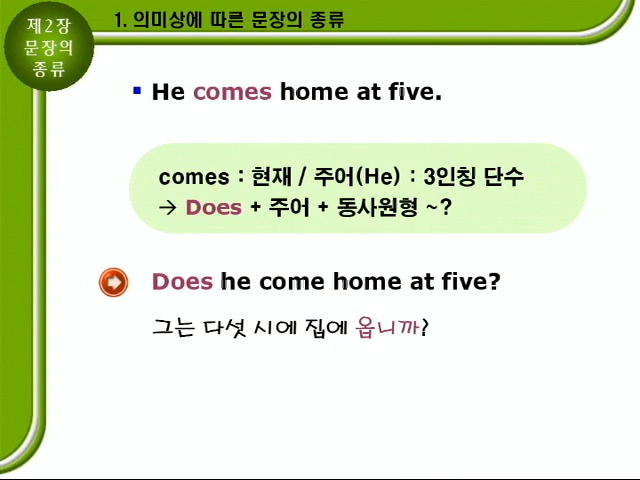 제2장
문장의
종류
1. 의미상에 따른 문장의 종류
He comes home at five.
comes : 현재 / 주어(He) : 3인칭 단수
→ Does + 주어 + 동사원형 ~?
Does he come home at five?
그는 다섯 시에 집에 옵니까?